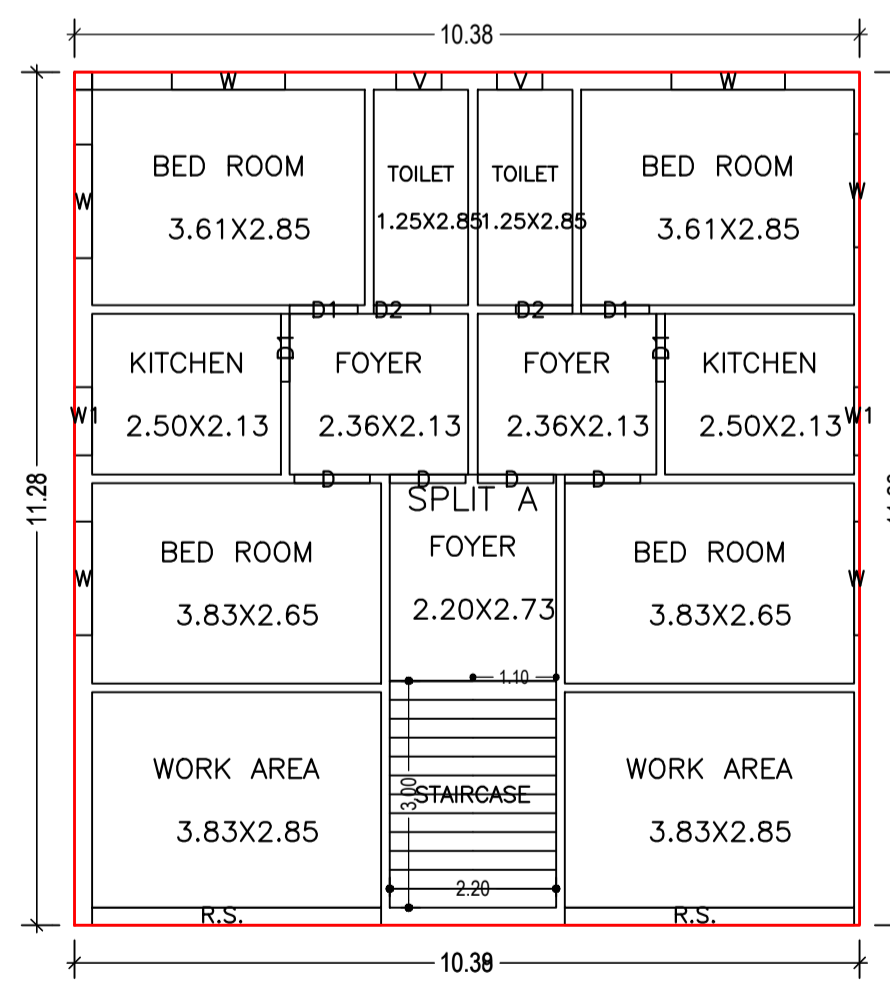 10.38
W V V W
BED ROOM TOILET TOILET BED ROOM
W 3.61X2.85 1.25X2.85 1.25X2.85 3.61X2.85 W
D1 D2 D2 D1
KITCHEN D1 FOYER FOYER D1 KITCHEN
W1 2.50X2.13 2.36X2.13 2.36X2.13 2.50X2.13 W1
D D D D
11.28
SPLIT A
BED ROOM FOYER BED ROOM
W W
3.83X2.65 2.20X2.73 3.83X2.65
1.10
WORK AREA 3.00 STAIRCASE WORK AREA
3.83X2.85 3.83X2.85
2.20
R.S. R.S.